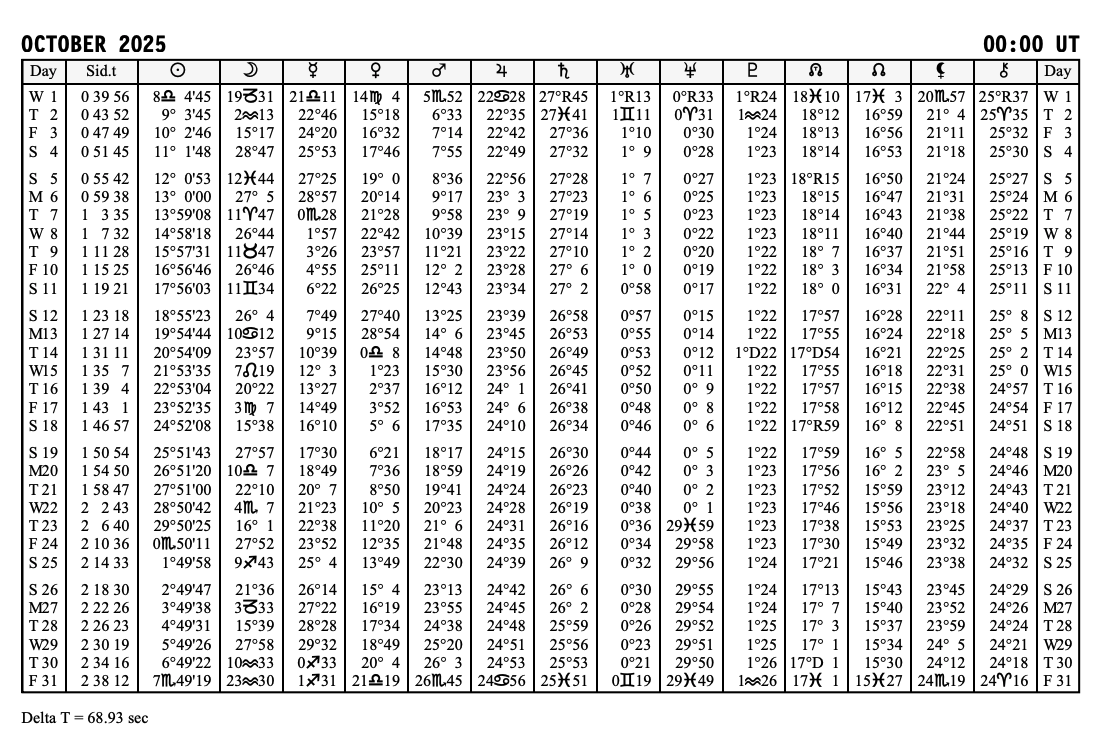 OCTOBER 2025 00:00 UT
Day Sid.t ☉ ☽ ☿ ♀ ♂ ♃ ♄ ♅ ♆ ♇ ☊ ☊ ⚸ ⚷ Day
W 1 0 39 56 8♎ 4'45 19♑31 21♎11 14♍ 4 5♏52 22♋28 27°R45 1°R13 0°R33 1°R24 18♓10 17♓ 3 20♏57 25°R37 W 1
T 2 0 43 52 9° 3'45 2♒13 22°46 15°18 6°33 22°35 27♓41 1♊11 0♈31 1♒24 18°12 16°59 21° 4 25♈35 T 2
F 3 0 47 49 10° 2'46 15°17 24°20 16°32 7°14 22°42 27°36 1°10 0°30 1°24 18°13 16°56 21°11 25°32 F 3
S 4 0 51 45 11° 1'48 28°47 25°53 17°46 7°55 22°49 27°32 1° 9 0°28 1°23 18°14 16°53 21°18 25°30 S 4
S 5 0 55 42 12° 0'53 12♓44 27°25 19° 0 8°36 22°56 27°28 1° 7 0°27 1°23 18°R15 16°50 21°24 25°27 S 5
M 6 0 59 38 13° 0'00 27° 5 28°57 20°14 9°17 23° 3 27°23 1° 6 0°25 1°23 18°15 16°47 21°31 25°24 M 6
T 7 1 3 35 13°59'08 11♈47 0♏28 21°28 9°58 23° 9 27°19 1° 5 0°23 1°23 18°14 16°43 21°38 25°22 T 7
W 8 1 7 32 14°58'18 26°44 1°57 22°42 10°39 23°15 27°14 1° 3 0°22 1°23 18°11 16°40 21°44 25°19 W 8
T 9 1 11 28 15°57'31 11♉47 3°26 23°57 11°21 23°22 27°10 1° 2 0°20 1°22 18° 7 16°37 21°51 25°16 T 9
F 10 1 15 25 16°56'46 26°46 4°55 25°11 12° 2 23°28 27° 6 1° 0 0°19 1°22 18° 3 16°34 21°58 25°13 F 10
S 11 1 19 21 17°56'03 11♊34 6°22 26°25 12°43 23°34 27° 2 0°58 0°17 1°22 18° 0 16°31 22° 4 25°11 S 11
S 12 1 23 18 18°55'23 26° 4 7°49 27°40 13°25 23°39 26°58 0°57 0°15 1°22 17°57 16°28 22°11 25° 8 S 12
M13 1 27 14 19°54'44 10♋12 9°15 28°54 14° 6 23°45 26°53 0°55 0°14 1°22 17°55 16°24 22°18 25° 5 M13
T 14 1 31 11 20°54'09 23°57 10°39 0♎ 8 14°48 23°50 26°49 0°53 0°12 1°D22 17°D54 16°21 22°25 25° 2 T 14
W15 1 35 7 21°53'35 7♌19 12° 3 1°23 15°30 23°56 26°45 0°52 0°11 1°22 17°55 16°18 22°31 25° 0 W15
T 16 1 39 4 22°53'04 20°22 13°27 2°37 16°12 24° 1 26°41 0°50 0° 9 1°22 17°57 16°15 22°38 24°57 T 16
F 17 1 43 1 23°52'35 3♍ 7 14°49 3°52 16°53 24° 6 26°38 0°48 0° 8 1°22 17°58 16°12 22°45 24°54 F 17
S 18 1 46 57 24°52'08 15°38 16°10 5° 6 17°35 24°10 26°34 0°46 0° 6 1°22 17°R59 16° 8 22°51 24°51 S 18
S 19 1 50 54 25°51'43 27°57 17°30 6°21 18°17 24°15 26°30 0°44 0° 5 1°22 17°59 16° 5 22°58 24°48 S 19
M20 1 54 50 26°51'20 10♎ 7 18°49 7°36 18°59 24°19 26°26 0°42 0° 3 1°22 17°56 16° 2 23° 5 24°46 M20
T 21 1 58 47 27°51'00 22°10 20° 7 8°50 19°41 24°24 26°23 0°40 0° 2 1°23 17°52 15°59 23°12 24°43 T 21
W22 2 2 43 28°50'42 4♏ 7 21°23 10° 5 20°23 24°28 26°19 0°38 0° 1 1°23 17°46 15°56 23°18 24°40 W22
T 23 2 6 40 29°50'25 16° 1 22°38 11°20 21° 6 24°31 26°16 0°36 29♓59 1°23 17°38 15°53 23°25 24°37 T 23
F 24 2 10 36 0♏50'11 27°52 23°52 12°35 21°48 24°35 26°12 0°34 29°58 1°23 17°30 15°49 23°32 24°35 F 24
S 25 2 14 33 1°49'58 9♐43 25° 4 13°49 22°30 24°39 26° 9 0°32 29°56 1°23 17°21 15°46 23°38 24°32 S 25
S 26 2 18 30 2°49'47 21°36 26°14 15° 4 23°13 24°42 26° 6 0°30 29°55 1°24 17°13 15°43 23°45 24°29 S 26
M27 2 22 26 3°49'38 3♑33 27°22 16°19 23°55 24°45 26° 2 0°28 29°54 1°24 17° 7 15°40 23°52 24°26 M27
T 28 2 26 23 4°49'31 15°39 28°28 17°34 24°38 24°48 25°59 0°26 29°52 1°25 17° 3 15°37 23°59 24°24 T 28
W29 2 30 19 5°49'26 27°58 29°32 18°49 25°20 24°51 25°56 0°23 29°51 1°25 17° 1 15°34 24° 5 24°21 W29
T 30 2 34 16 6°49'22 10♒33 0♐33 20° 4 26° 3 24°53 25°53 0°21 29°50 1°26 17°D 1 15°30 24°12 24°18 T 30
F 31 2 38 12 7♏49'19 23♒30 1♐31 21♎19 26♏45 24♋56 25♓51 0♊19 29♓49 1♒26 17♓ 1 15♓27 24♏19 24♈16 F 31
Delta T = 68.93 sec